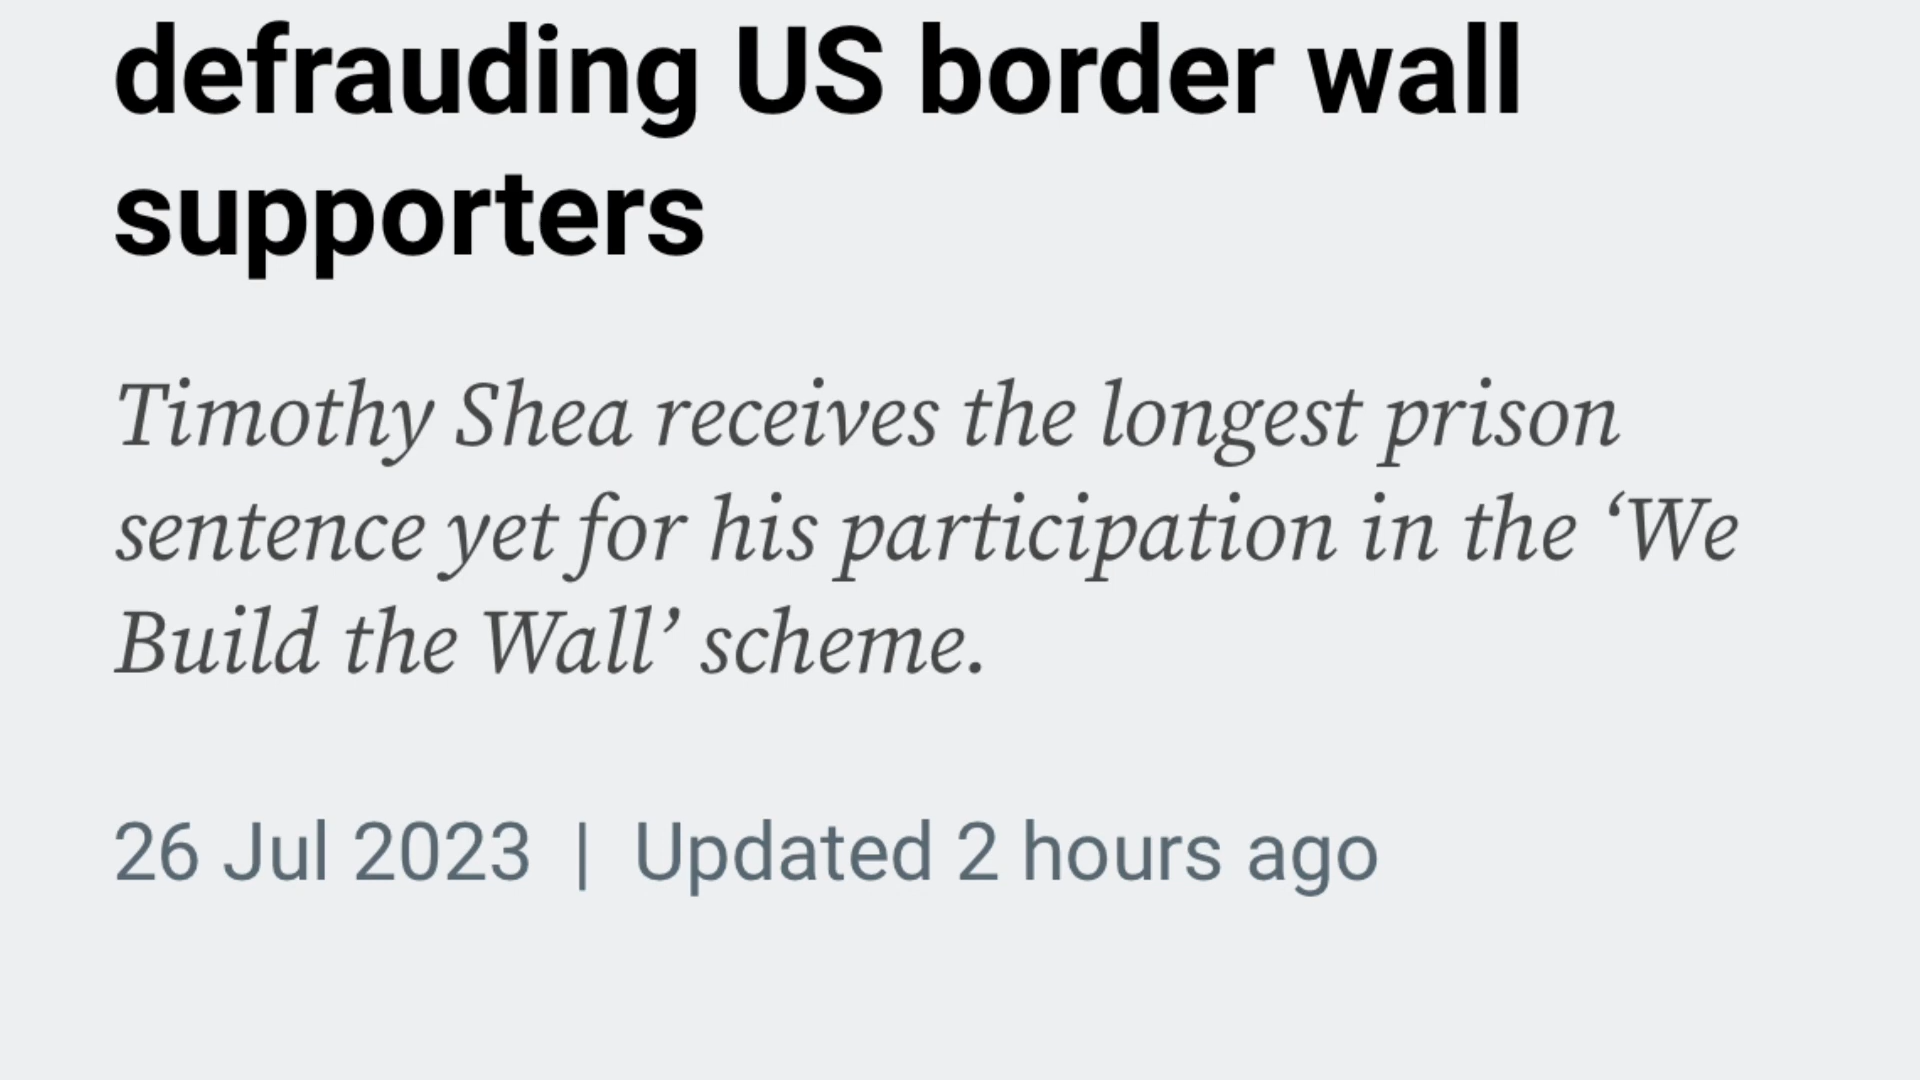 defrauding US border wall
supporters
Timothy Shea receives the longest prison
sentence yet for his participation in the ‘We
Build the Wall’ scheme.
26 Jul 2023 | Updated 2 hours ago